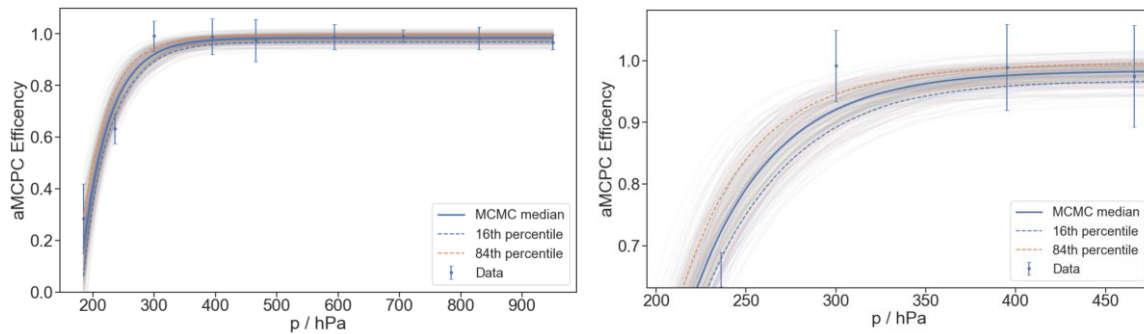 aMCPC Efficency
1.0
0.8
0.6
0.4
0.2
0.0
MCMC median
16th percentile
84th percentile
Data
200 300 400 500 600 700 800 900
p / hPa
aMCPC Efficency
1.0
0.9
0.8
0.7
MCMC median
16th percentile
84th percentile
Data
200 250 300 350 400 450
p / hPa